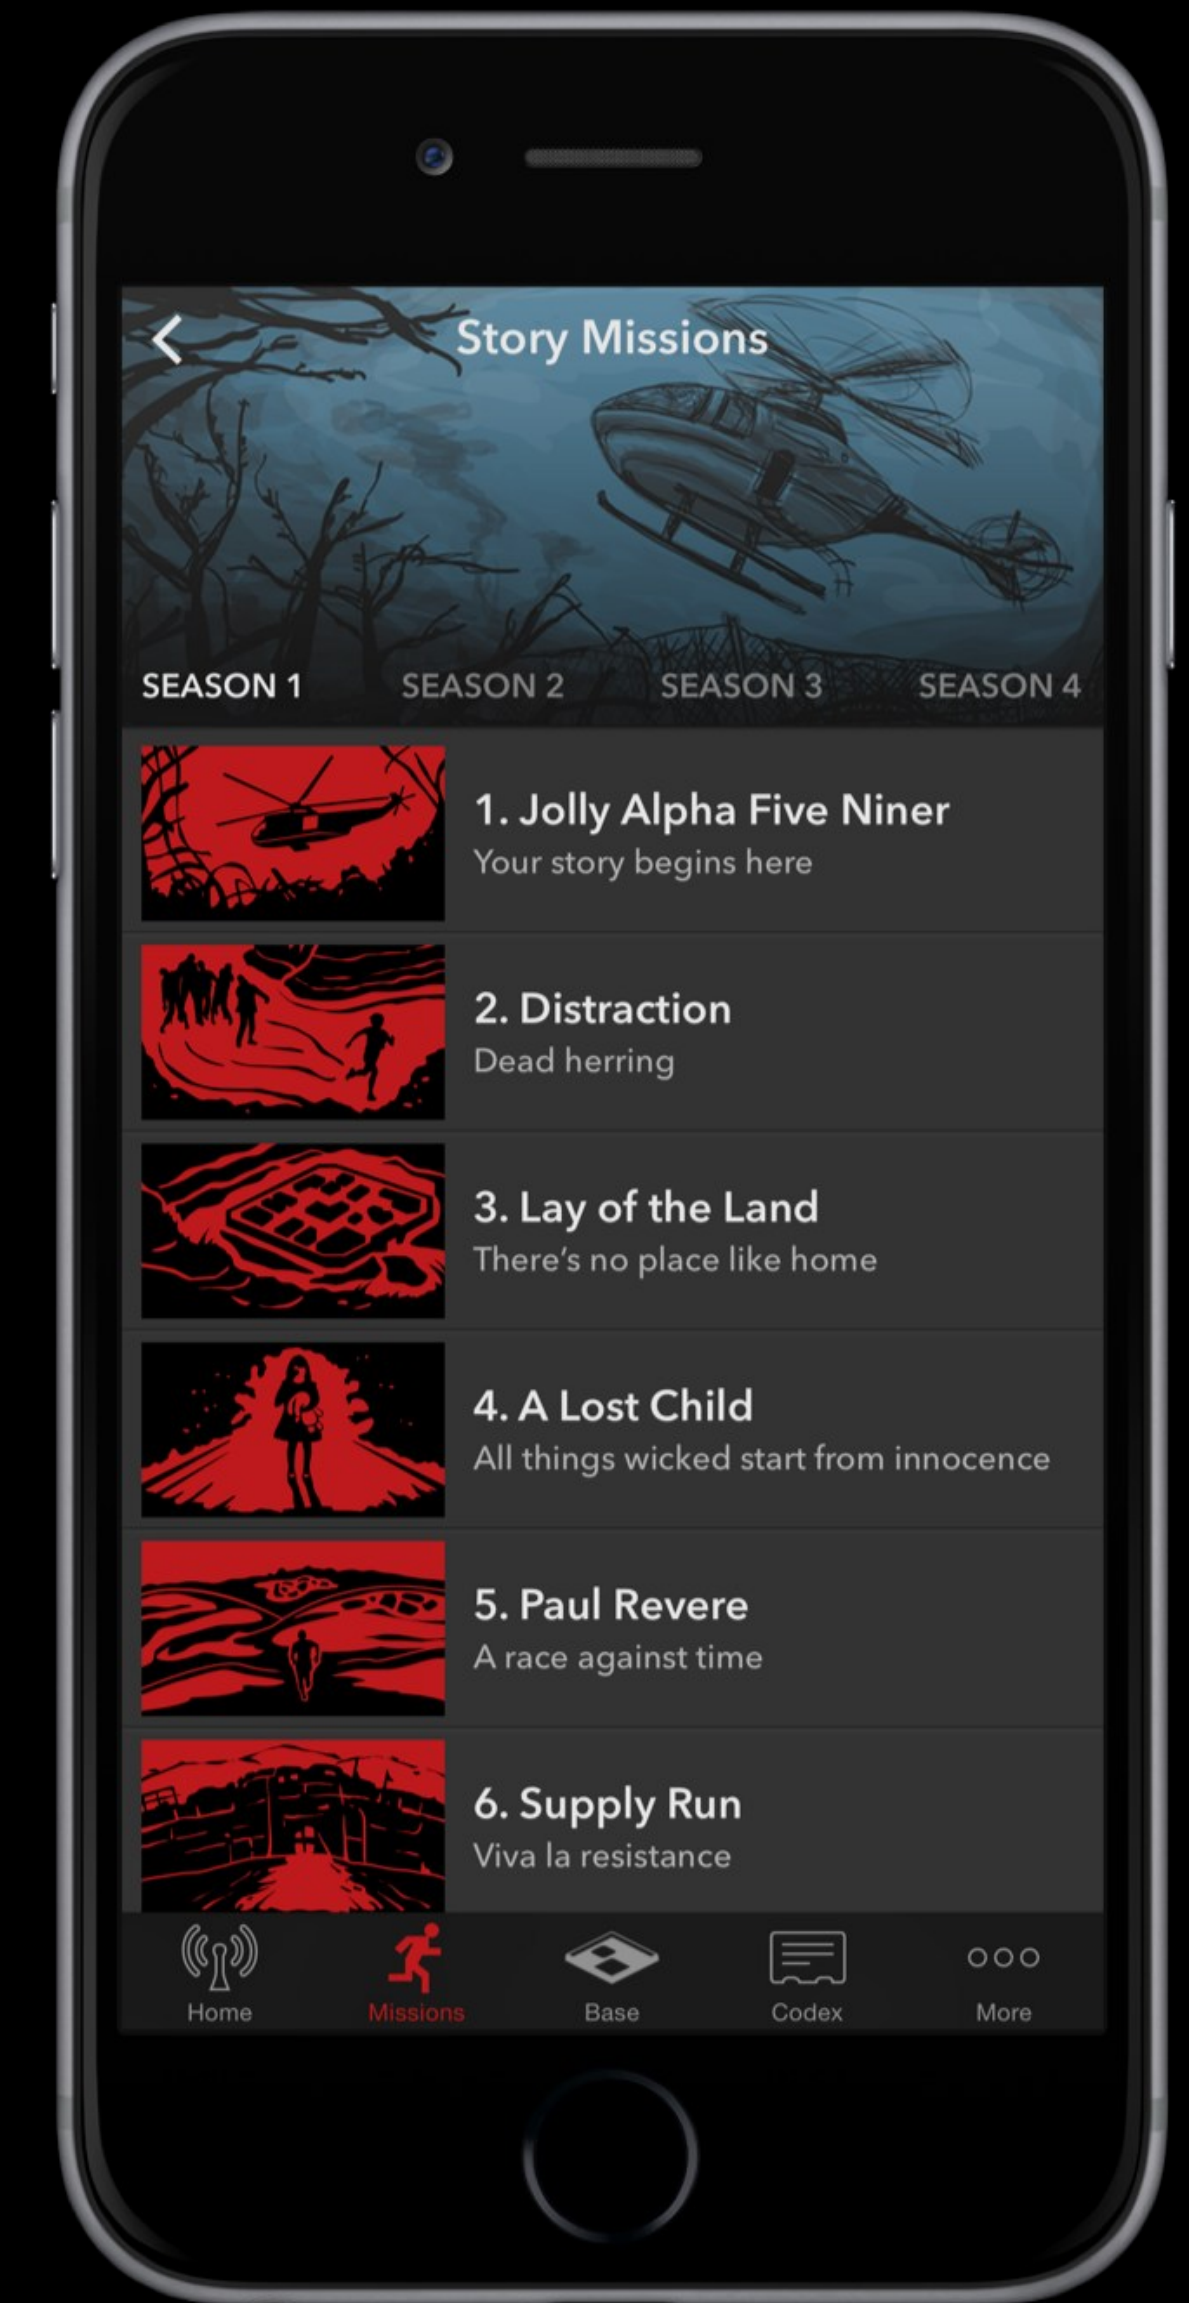 Story Missions
SEASON 1 SEASON 2 SEASON 3 SEASON 4
1. Jolly Alpha Five Niner
Your story begins here
2. Distraction
Dead herring
3. Lay of the Land
There's no place like home
4. A Lost Child
All things wicked start from innocence
5. Paul Revere
A race against time
6. Supply Run
Viva la resistance
Home Missions Base Codex More